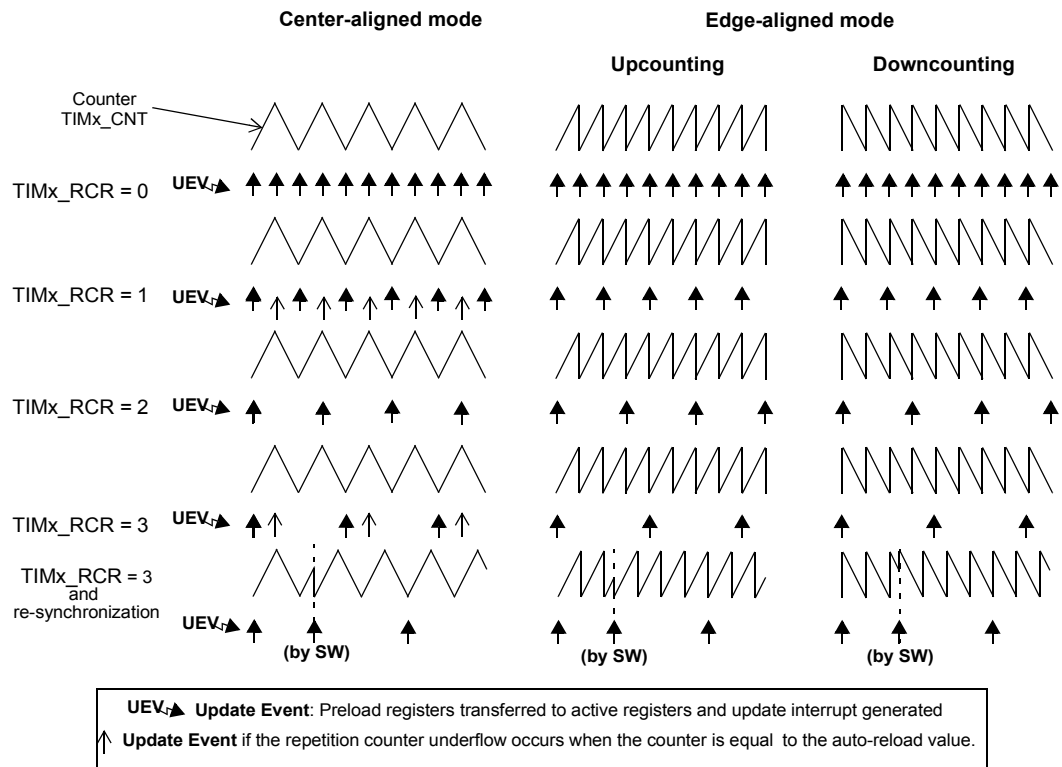 Center-aligned mode
Edge-aligned mode
Upcounting
Downcounting
Counter
TIMx_CNT
TIMx_RCR = 0
UEV
TIMx_RCR = 1
UEV
TIMx_RCR = 2
UEV
TIMx_RCR = 3
UEV
TIMx_RCR = 3
and
re-synchronization
UEV
(by SW)
(by SW)
(by SW)
UEV Update Event: Preload registers transferred to active registers and update interrupt generated
Update Event if the repetition counter underflow occurs when the counter is equal to the auto-reload value.